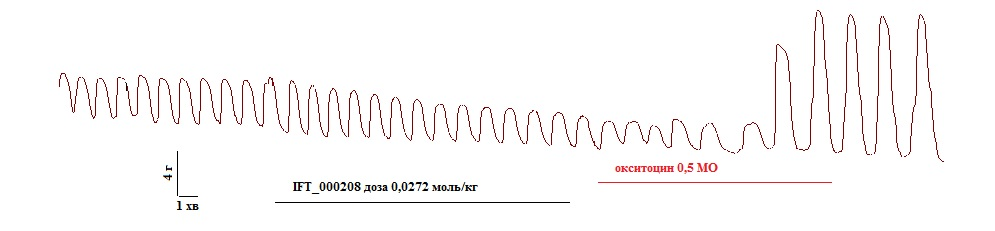 окситоцин 0,5 МО
4 г
IFT_000208 доза 0,0272 моль/кг
1 хв